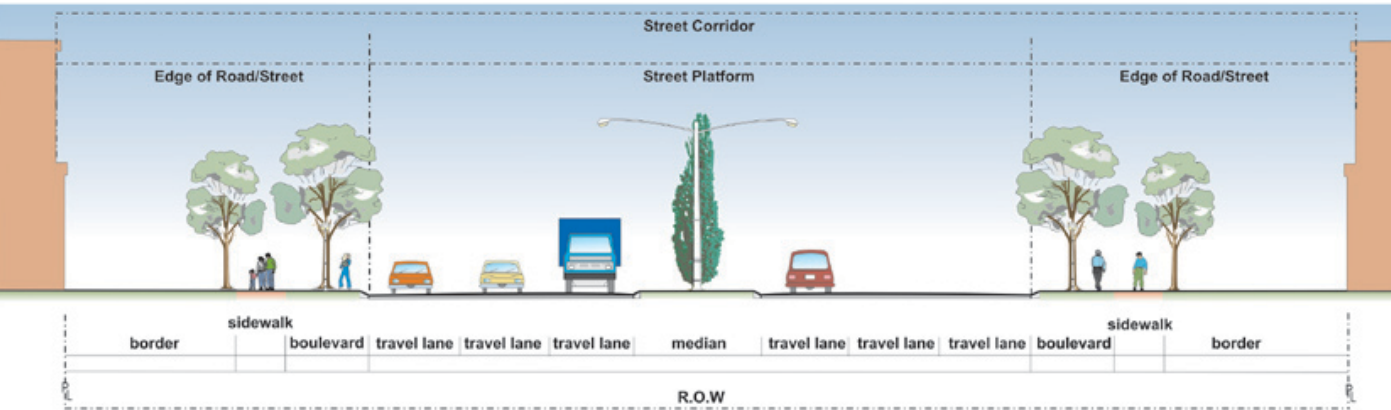 Street Corridor
Edge of Road/Street Street Platform Edge of Road/Street
sidewalk sidewalk
border boulevard travel lane travel lane travel lane median travel lane travel lane travel lane boulevard border
R.O.W